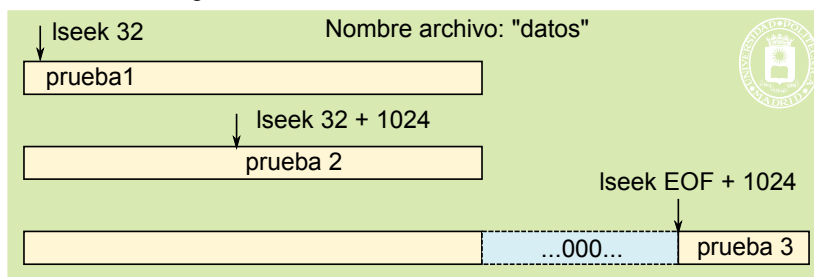 lseek 32
Nombre archivo: "datos"
prueba1
lseek 32 + 1024
prueba 2
lseek EOF + 1024
...000...
prueba 3